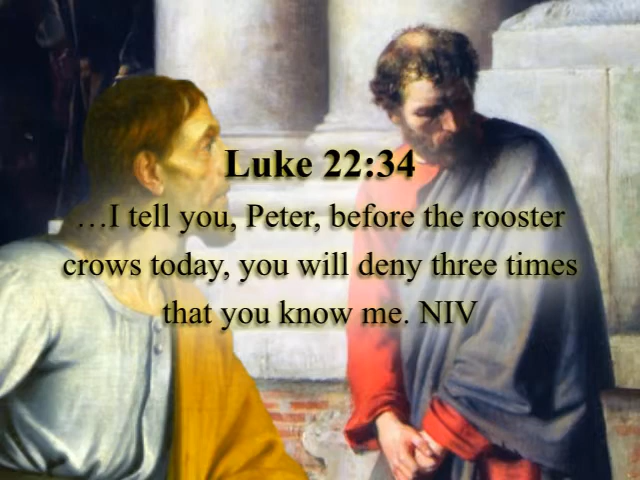 Luke 22:34
…I tell you, Peter, before the rooster
crows today, you will deny three times
that you know me. NIV